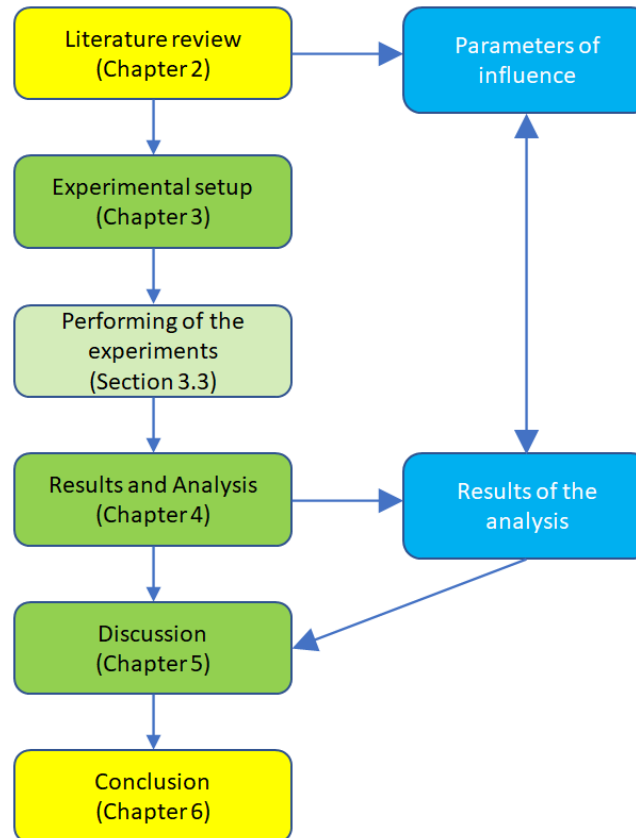 Literature review
(Chapter 2)
Parameters of
influence
Experimental setup
(Chapter 3)
Performing of the
experiments
(Section 3.3)
Results and Analysis
(Chapter 4)
Results of the
analysis
Discussion
(Chapter 5)
Conclusion
(Chapter 6)